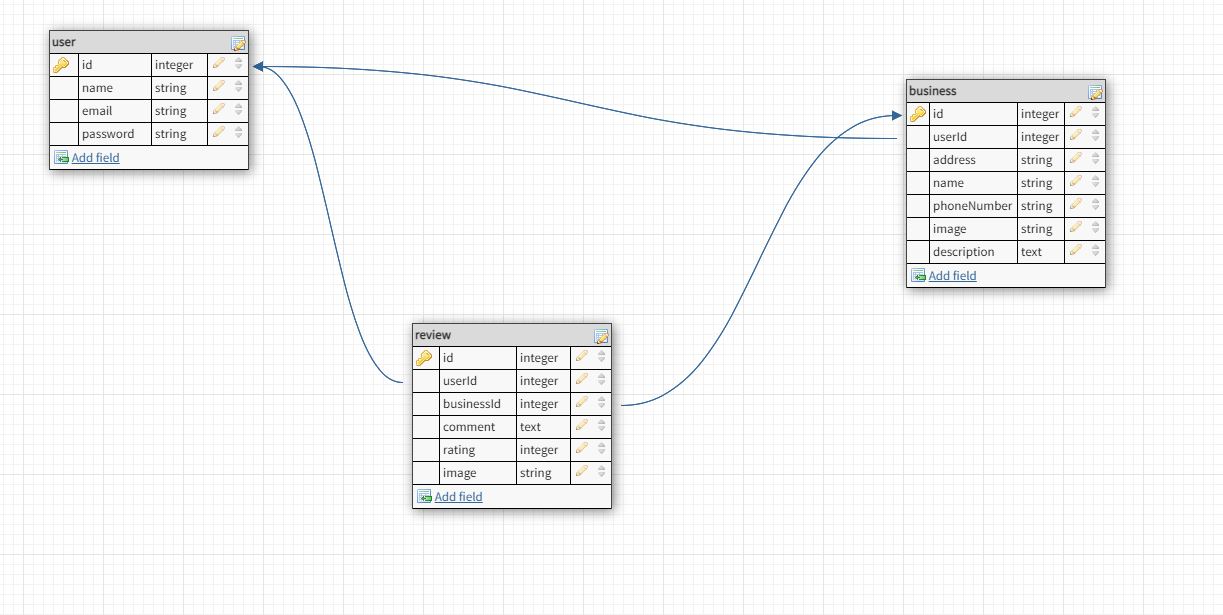 user
id integer
name string
email string
password string
Add field
business
id integer
userId integer
address string
name string
phoneNumber string
image string
description text
Add field
review
id integer
userId integer
businessId integer
comment text
rating integer
image string
Add field